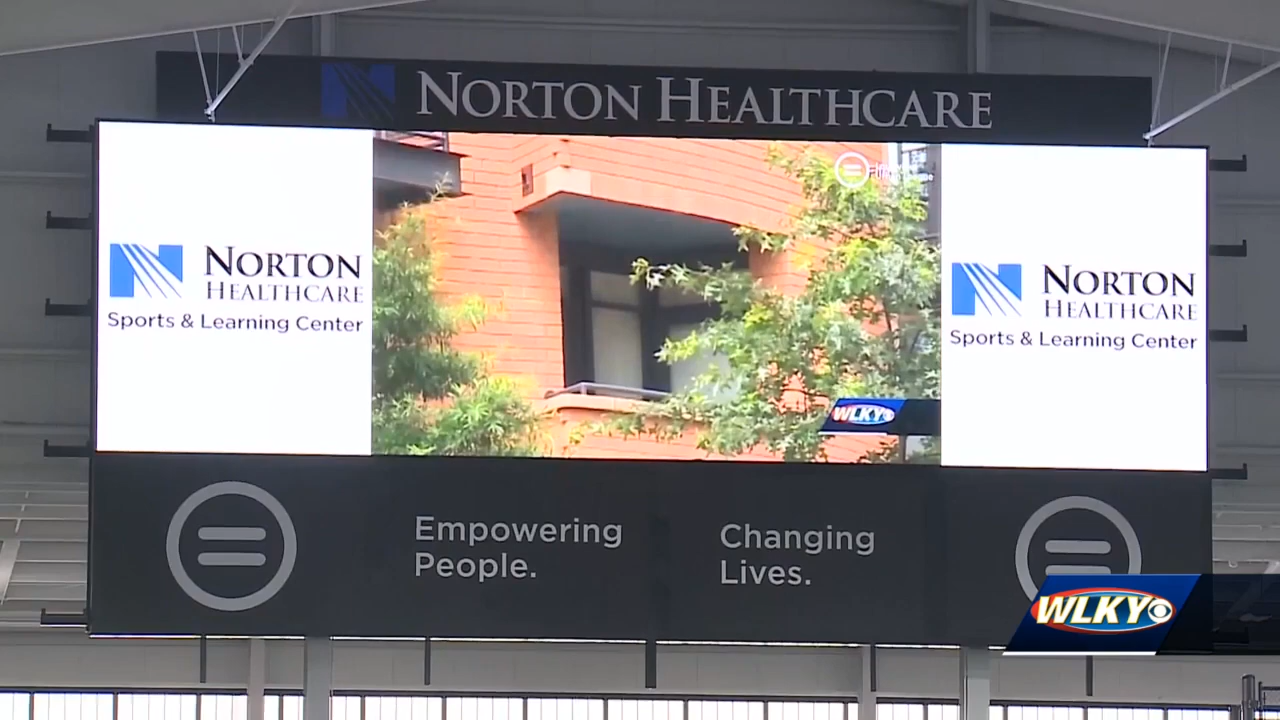 NORTON HEALTHCARE
NORTON
HEALTHCARE
Sports & Learning Center
WLKY
NORTON
HEALTHCARE
Sports & Learning Center
Empowering
People.
Changing
Lives.
WLKY